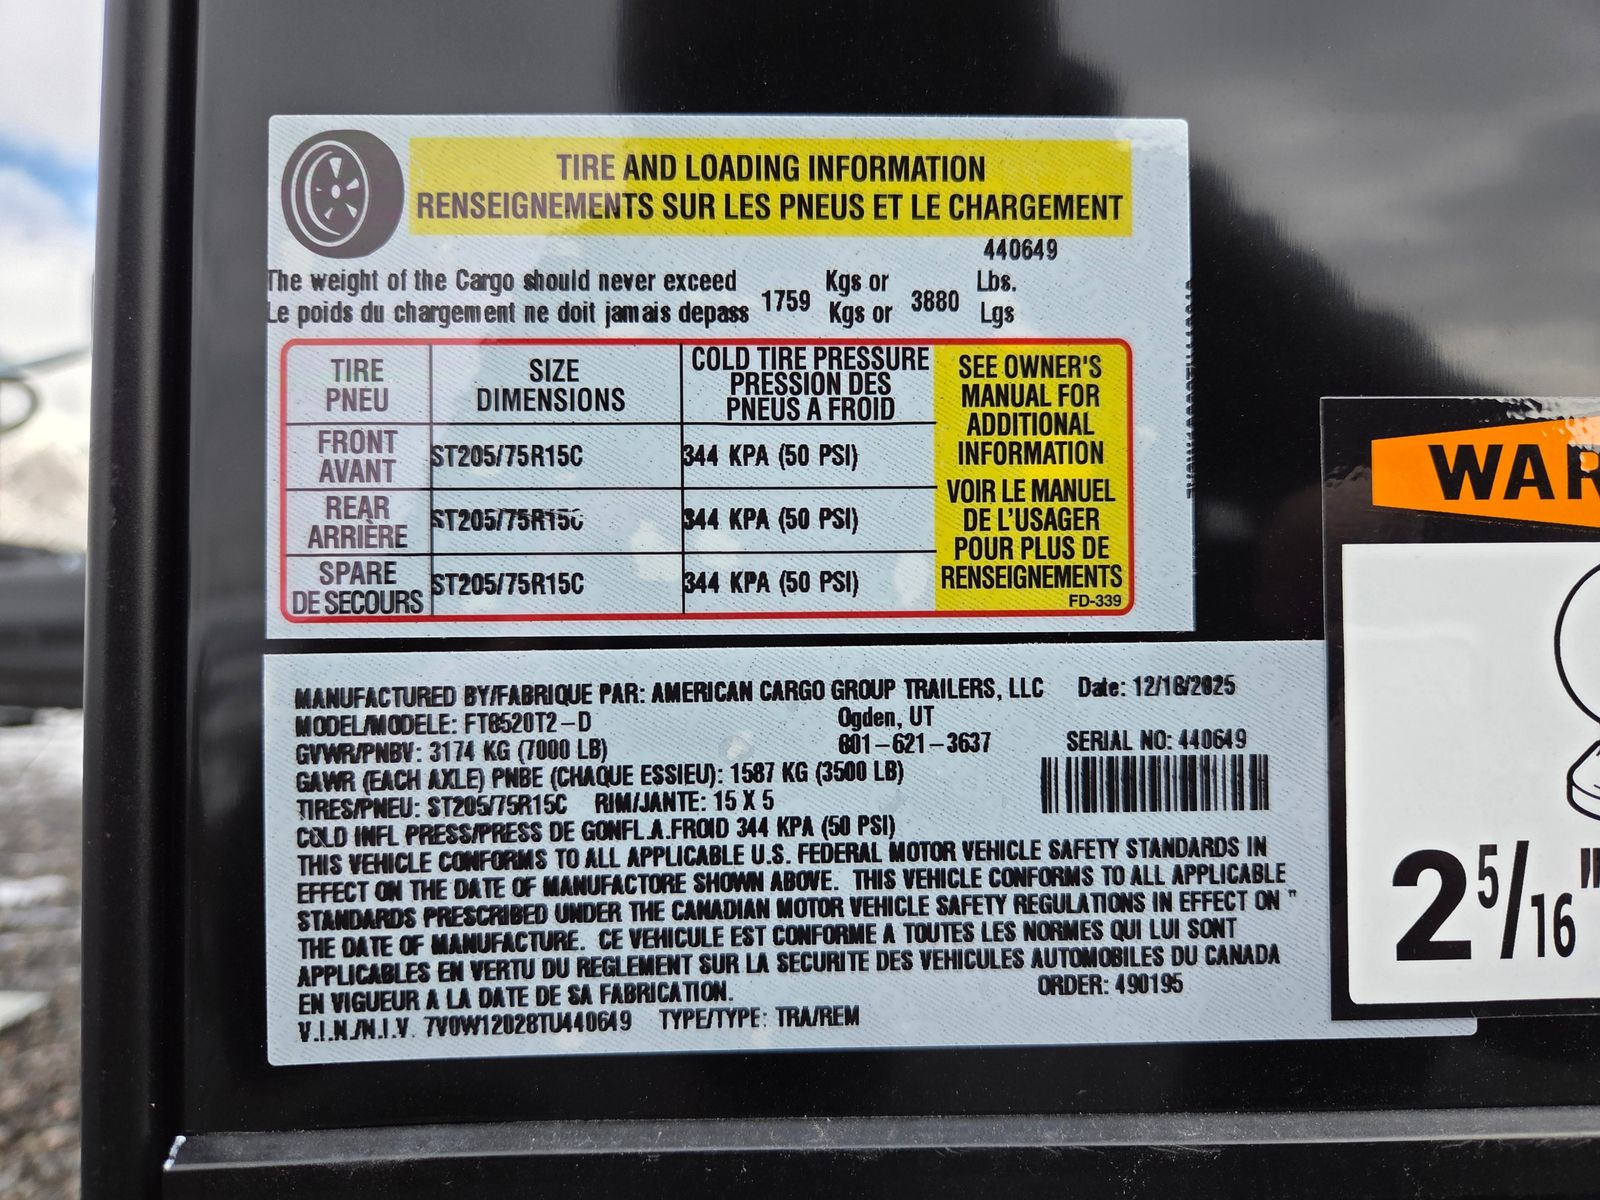 TIRE AND LOADING INFORMATION
RENSEIGNEMENTS SUR LES PNEUS ET LE CHARGEMENT
440649
The weight of the Cargo should never exceed Kgs or Lbs.
Le poids du chargement ne doit jamais depass 1759 Kgs or 3880 Lgs
TIRE
PNEU
SIZE
DIMENSIONS
COLD TIRE PRESSURE
PRESSION DES
PNEUS A FROID
FRONT
AVANT
ST205/75R15C
344 KPA (50 PSI)
REAR
ARRIÈRE
ST205/75R15C
344 KPA (50 PSI)
SPARE
DE SECOURS
ST205/75R15C
344 KPA (50 PSI)
SEE OWNER'S
MANUAL FOR
ADDITIONAL
INFORMATION
VOIR LE MANUEL
DE L'USAGER
POUR PLUS DE
RENSEIGNEMENTS
FD-339
MANUFACTURED BY/FABRIQUE PAR: AMERICAN CARGO GROUP TRAILERS, LLC Date: 12/18/2025
MODEL/MODELE: FT8520T2-D Ogden, UT
GVWR/PNBV: 3174 KG (7000 LB) 801-621-3637 SERIAL NO: 440649
GAWR (EACH AXLE) PNBE (CHAQUE ESSIEU): 1587 KG (3500 LB)
TIRES/PNEU: ST205/75R15C RIM/JANTE: 15 X 5
COLD INFL PRESS/PRESS DE GONFL.A.FROID 344 KPA (50 PSI)
THIS VEHICLE CONFORMS TO ALL APPLICABLE U.S. FEDERAL MOTOR VEHICLE SAFETY STANDARDS IN
EFFECT ON THE DATE OF MANUFACTORE SHOWN ABOVE. THIS VEHICLE CONFORMS TO ALL APPLICABLE
STANDARDS PRESCRIBED UNDER THE CANADIAN MOTOR VEHICLE SAFETY REGULATIONS IN EFFECT ON "
THE DATE OF MANUFACTURE. CE VEHICULE EST CONFORME A TOUTES LES NORMES QUI LUI SONT
APPLICABLES EN VERTU DU REGLEMENT SUR LA SECURITE DES VEHICULES AUTOMOBILES DU CANADA
EN VIGUEUR A LA DATE DE SA FABRICATION. ORDER: 490195
V.I.N./N.I.V. 7V0W12028TU440649 TYPE/TYPE: TRA/REM
WAR
2 5/16"